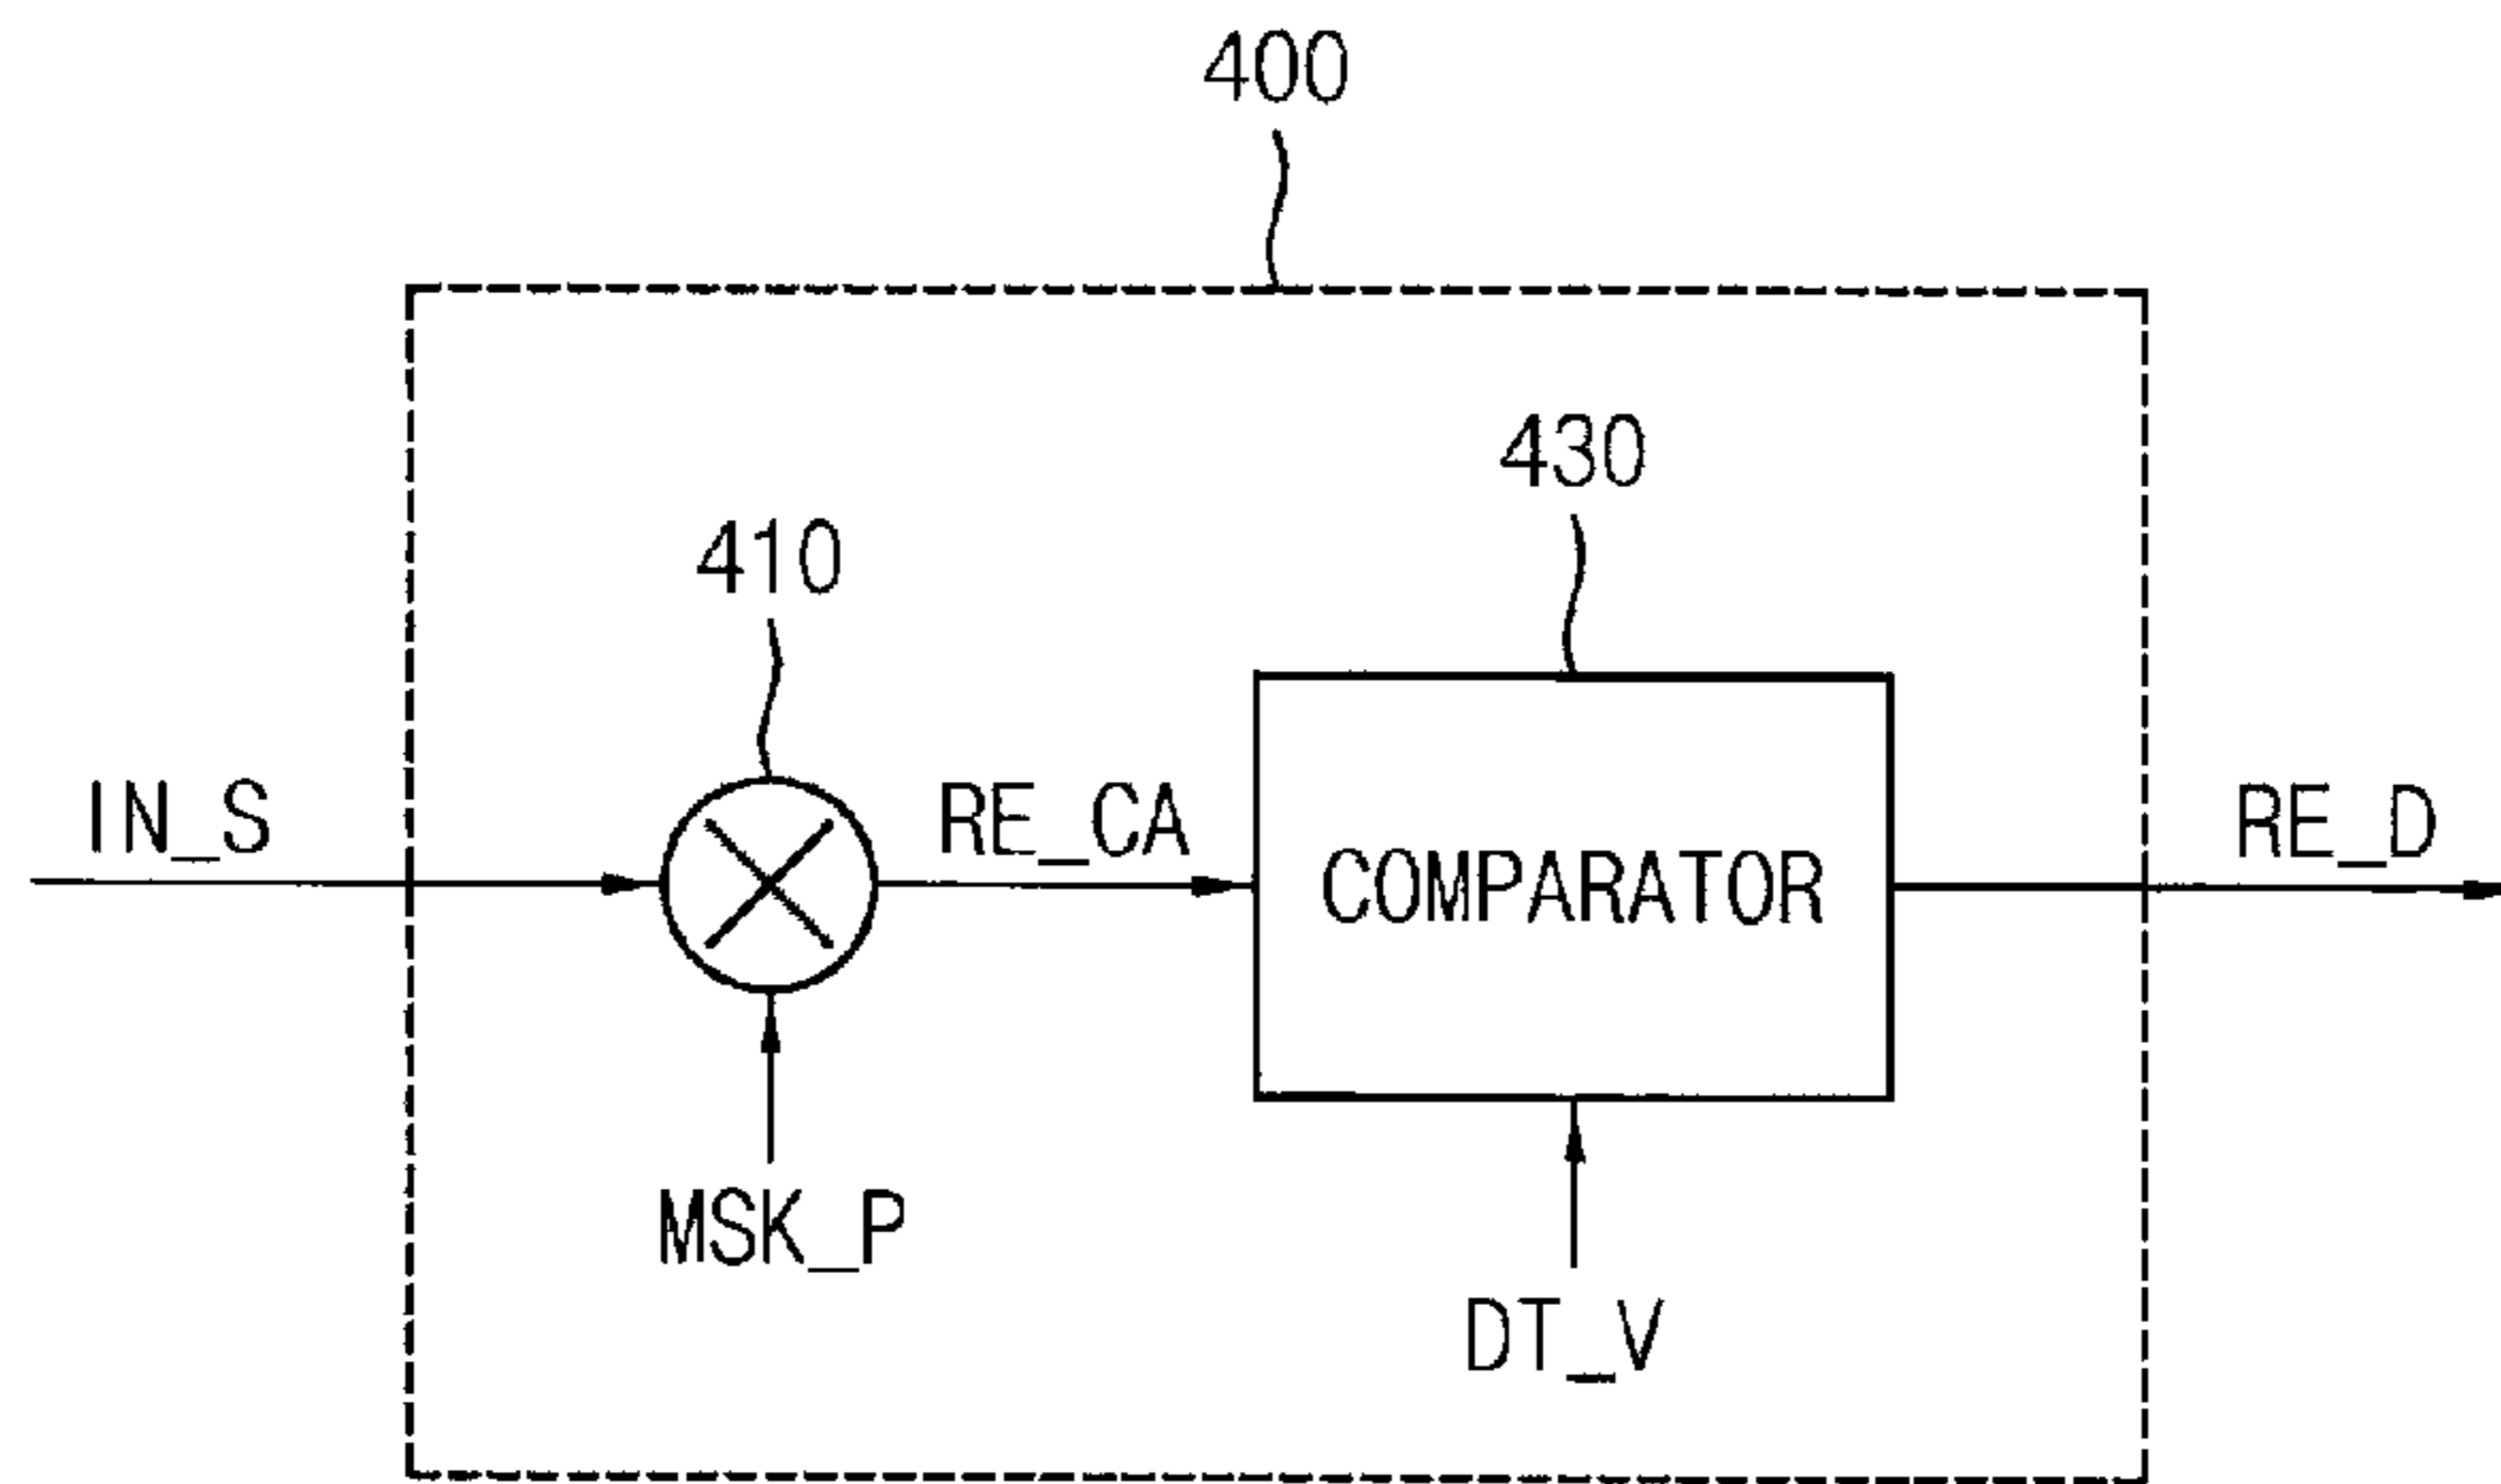 400
430
410
IN_S
RE_CA
COMPARATOR
RE_D
MSK_P
DT_V